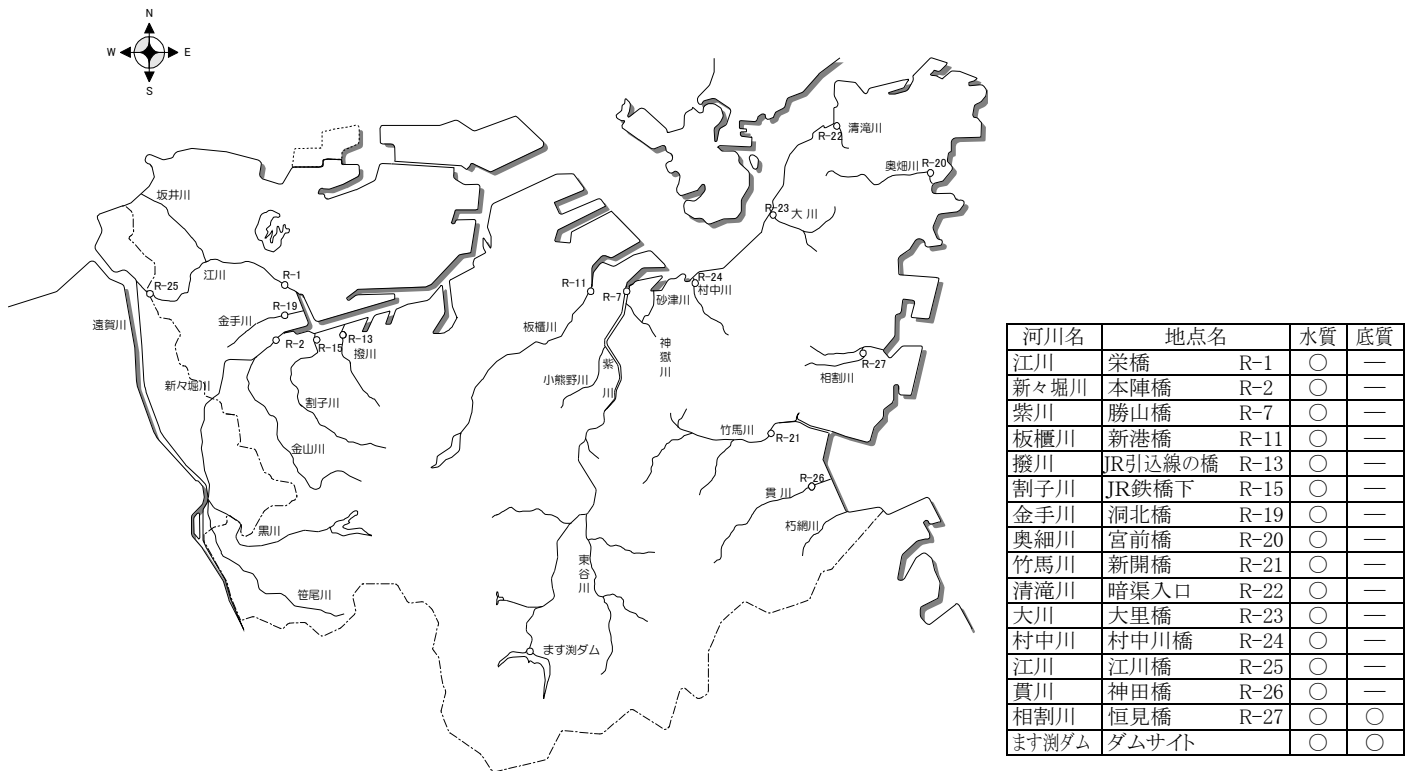 N
W E
S
坂井川
江川
R-25
R-1
R-19
金手川
遠賀川
R-2
R-15
R-13
撥川
新々堀川
割子川
金山川
黒川
笹尾川
R-11
板櫃川
R-7
砂津川
R-24
村中川
神嶽川
紫川
小熊野川
東谷川
ます渕ダム
R-22
清滝川
奥畑川
R-20
R-23
大川
R-27
相割川
竹馬川
R-21
R-26
貫川
朽網川
河川名 地点名 水質 底質
江川 栄橋 R-1 ○ ―
新々堀川 本陣橋 R-2 ○ ―
紫川 勝山橋 R-7 ○ ―
板櫃川 新港橋 R-11 ○ ―
撥川 JR引込線の橋 R-13 ○ ―
割子川 JR鉄橋下 R-15 ○ ―
金手川 洞北橋 R-19 ○ ―
奥細川 宮前橋 R-20 ○ ―
竹馬川 新開橋 R-21 ○ ―
清滝川 暗渠入口 R-22 ○ ―
大川 大里橋 R-23 ○ ―
村中川 村中川橋 R-24 ○ ―
江川 江川橋 R-25 ○ ―
貫川 神田橋 R-26 ○ ―
相割川 恒見橋 R-27 ○ ○
ます渕ダム ダムサイト ○ ○